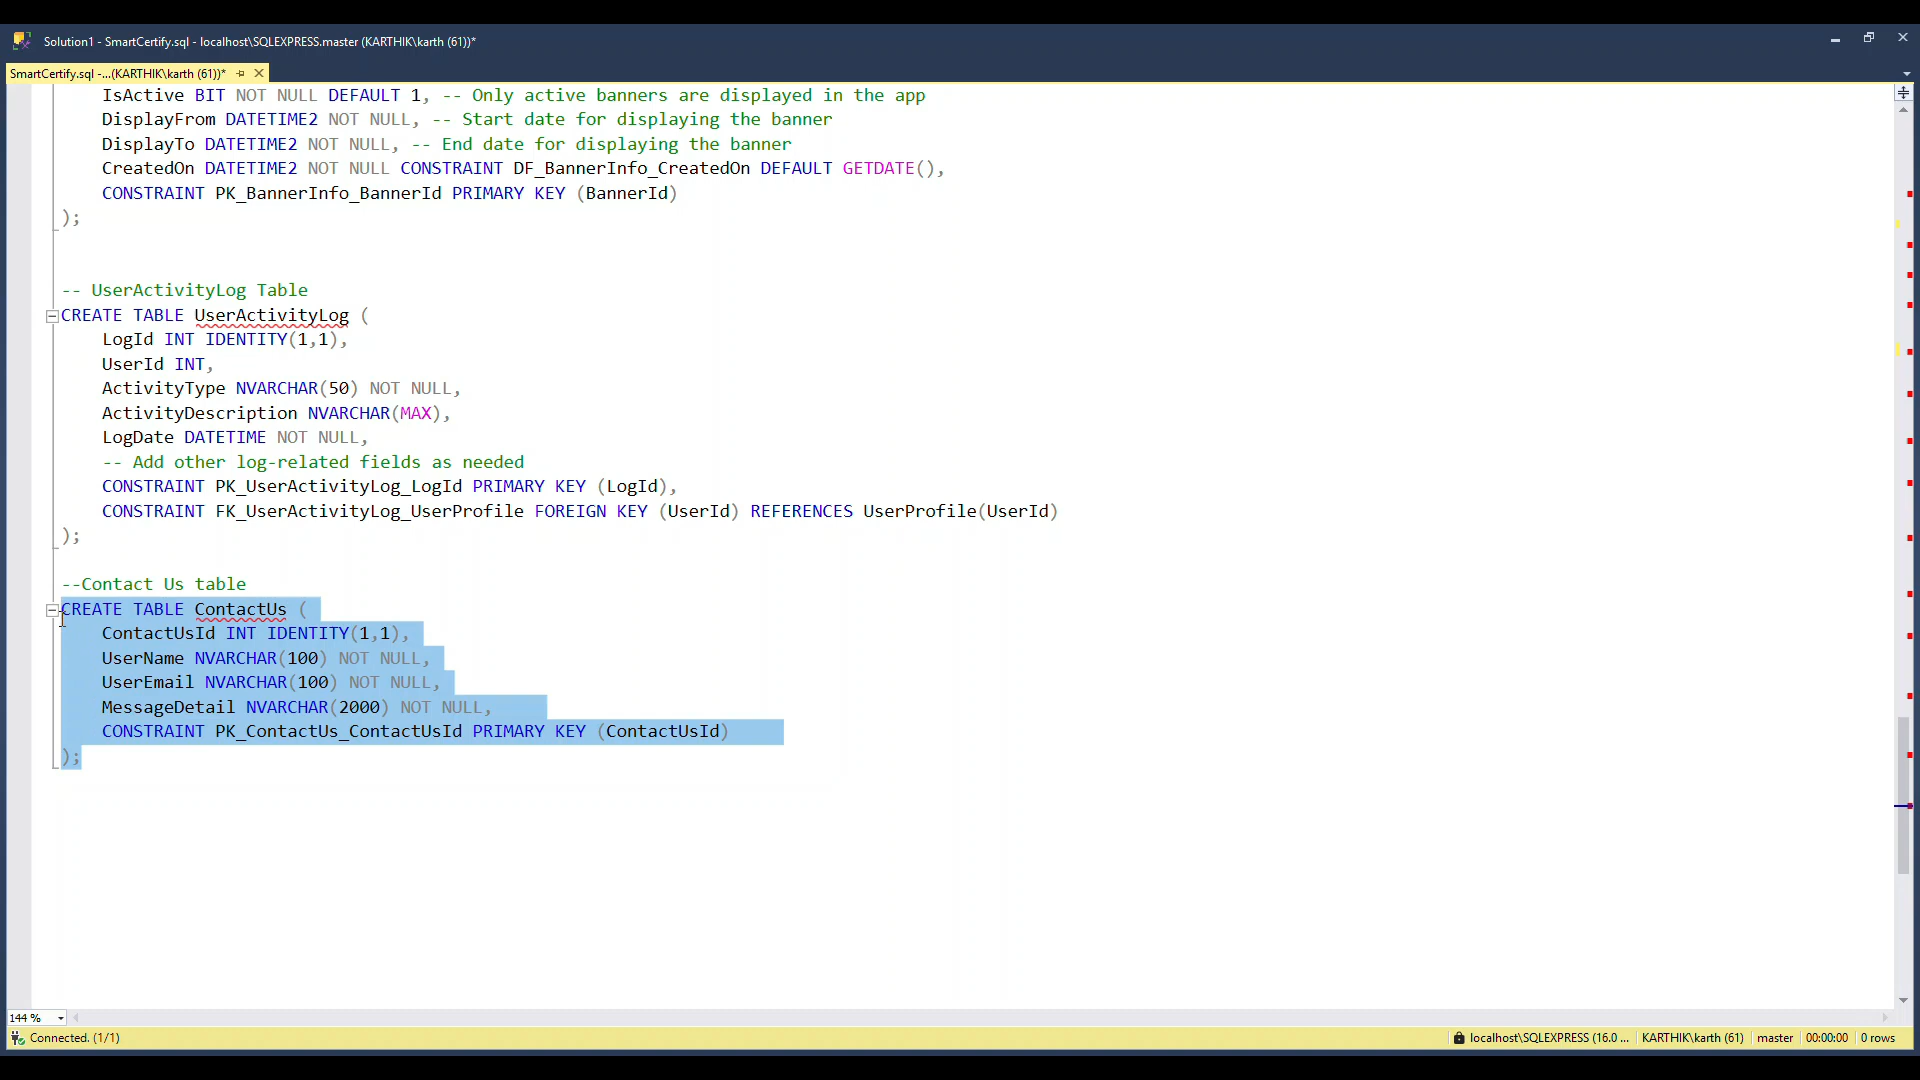 Solution1 - SmartCertify.sql - localhost\SQLEXPRESS.master (KARTHIK\karth (61))*
SmartCertify.sql -...(KARTHIK\karth (61))*
IsActive BIT NOT NULL DEFAULT 1, -- Only active banners are displayed in the app
DisplayFrom DATETIME2 NOT NULL, -- Start date for displaying the banner
DisplayTo DATETIME2 NOT NULL, -- End date for displaying the banner
CreatedOn DATETIME2 NOT NULL CONSTRAINT DF_BannerInfo_CreatedOn DEFAULT GETDATE(),
CONSTRAINT PK_BannerInfo_BannerId PRIMARY KEY (BannerId)
);
-- UserActivityLog Table
CREATE TABLE UserActivityLog (
LogId INT IDENTITY(1,1),
UserId INT,
ActivityType NVARCHAR(50) NOT NULL,
ActivityDescription NVARCHAR(MAX),
LogDate DATETIME NOT NULL,
-- Add other log-related fields as needed
CONSTRAINT PK_UserActivityLog_LogId PRIMARY KEY (LogId),
CONSTRAINT FK_UserActivityLog_UserProfile FOREIGN KEY (UserId) REFERENCES UserProfile(UserId)
);
--Contact Us table
CREATE TABLE ContactUs (
ContactUsId INT IDENTITY(1,1),
UserName NVARCHAR(100) NOT NULL,
UserEmail NVARCHAR(100) NOT NULL,
MessageDetail NVARCHAR(2000) NOT NULL,
CONSTRAINT PK_ContactUs_ContactUsId PRIMARY KEY (ContactUsId)
);
144 %
Connected. (1/1) localhost\SQLEXPRESS (16.0 ... KARTHIK\karth (61) master 00:00:00 0 rows